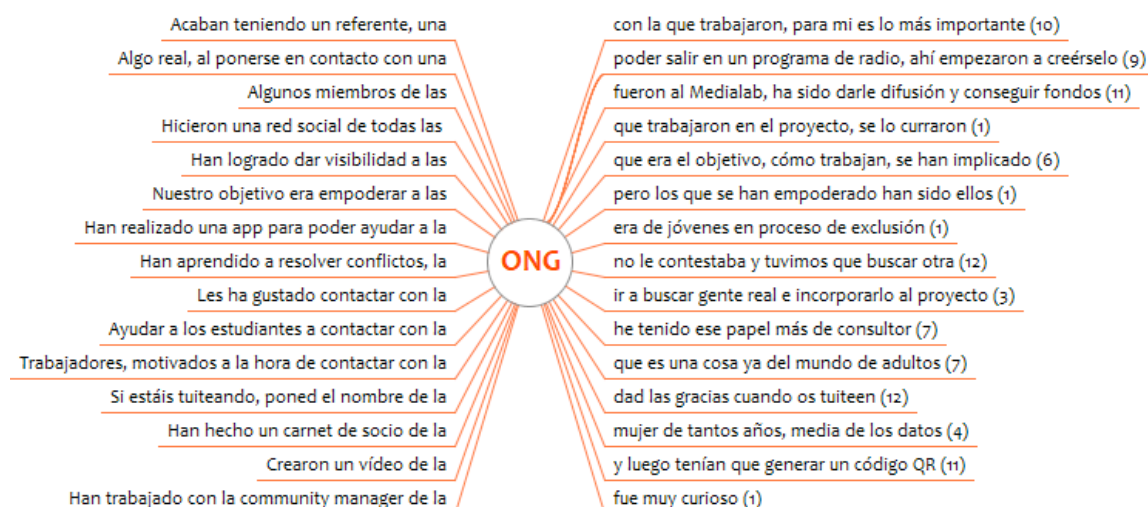 Acaban teniendo un referente, una
Algo real, al ponerse en contacto con una
Algunos miembros de las
Hicieron una red social de todas las
Han logrado dar visibilidad a las
Nuestro objetivo era empoderar a las
Han realizado una app para poder ayudar a la
Han aprendido a resolver conflictos, la
Les ha gustado contactar con la
Ayudar a los estudiantes a contactar con la
Trabajadores, motivados a la hora de contactar con la
Si estáis tuiteando, poned el nombre de la
Han hecho un carnet de socio de la
Crearon un vídeo de la
Han trabajado con la community manager de la
ONG
con la que trabajaron, para mi es lo más importante (10)
poder salir en un programa de radio, ahí empezaron a creérselo (9)
fueron al Medialab, ha sido darle difusión y conseguir fondos (11)
que trabajaron en el proyecto, se lo curraron (1)
que era el objetivo, cómo trabajan, se han implicado (6)
pero los que se han empoderado han sido ellos (1)
era de jóvenes en proceso de exclusión (1)
no le contestaba y tuvimos que buscar otra (12)
ir a buscar gente real e incorporarlo al proyecto (3)
he tenido ese papel más de consultor (7)
que es una cosa ya del mundo de adultos (7)
dad las gracias cuando os tuiteen (12)
mujer de tantos años, media de los datos (4)
y luego tenían que generar un código QR (11)
fue muy curioso (1)